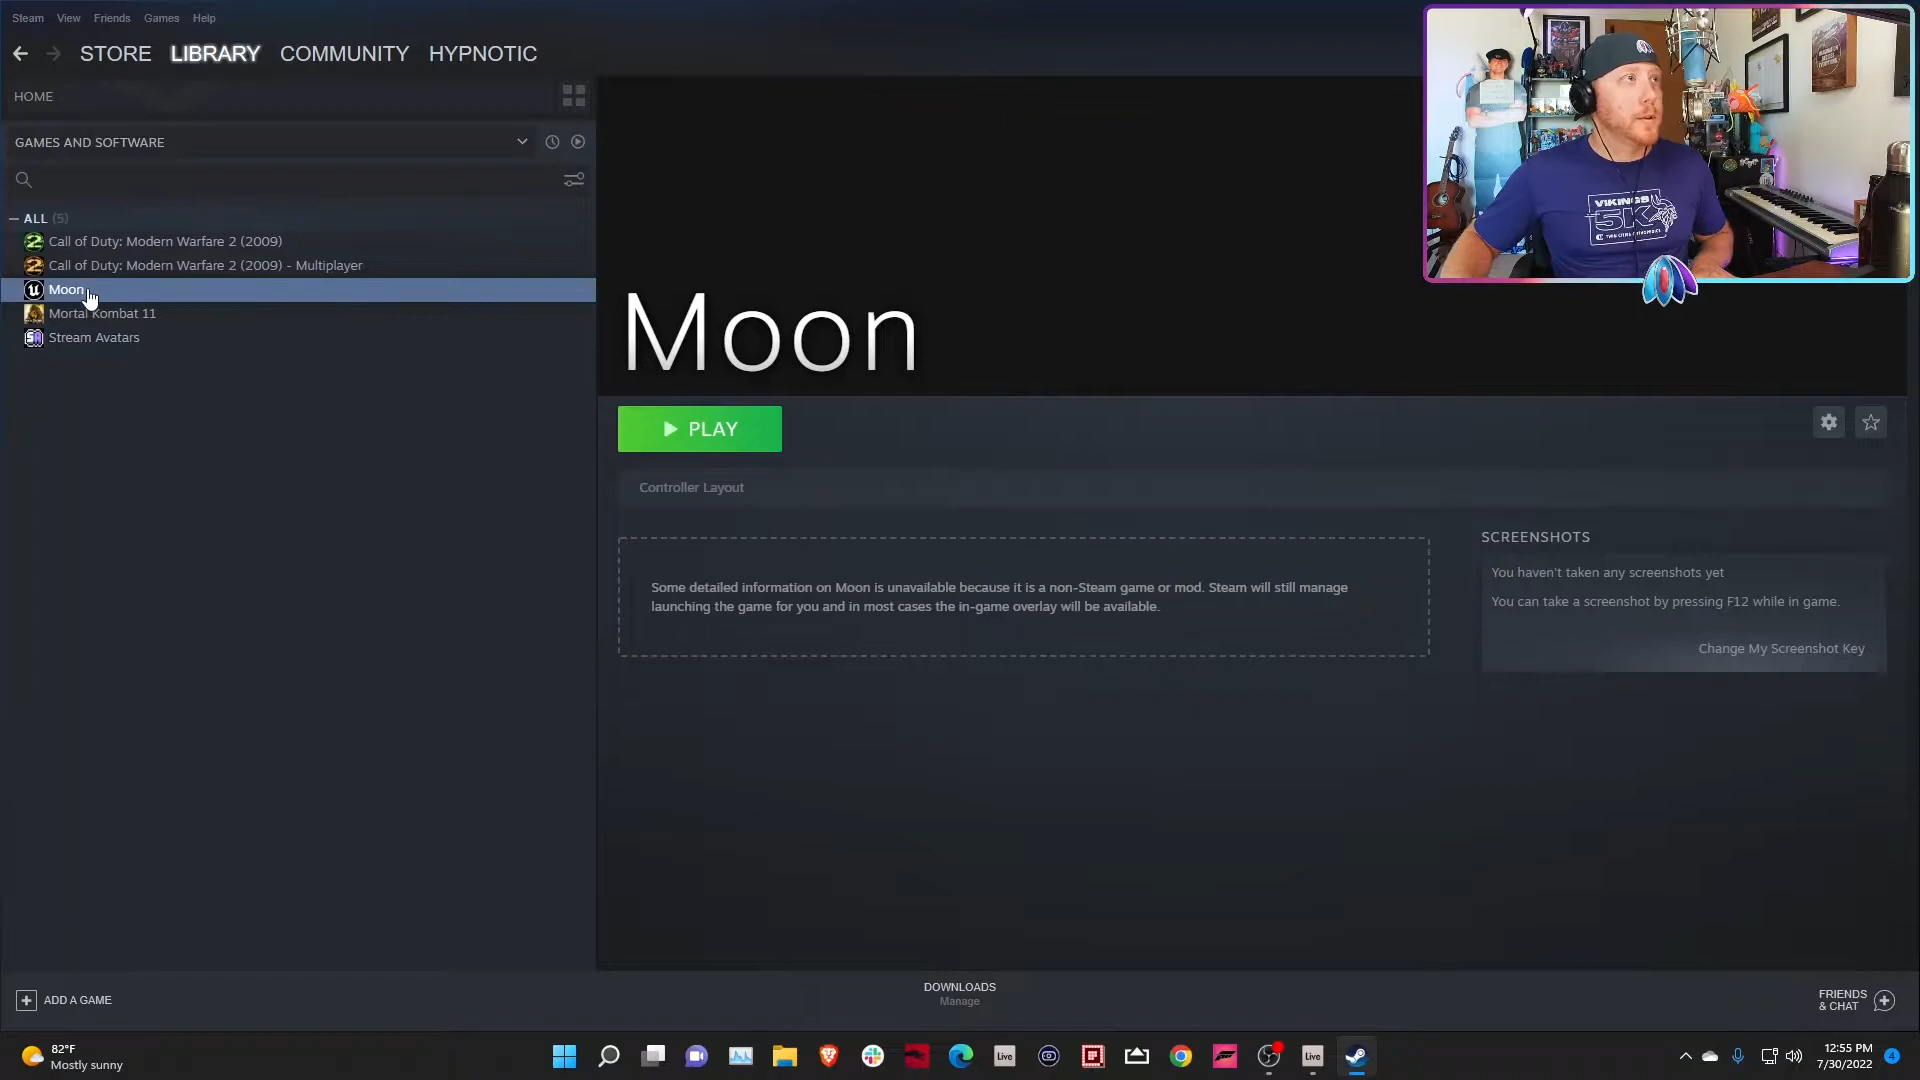 Steam View Friends Games Help
STORE LIBRARY COMMUNITY HYPNOTIC
HOME
GAMES AND SOFTWARE
ALL (5)
Call of Duty: Modern Warfare 2 (2009)
Call of Duty: Modern Warfare 2 (2009) - Multiplayer
Moon
Mortal Kombat 11
Stream Avatars
Moon
PLAY
Controller Layout
Some detailed information on Moon is unavailable because it is a non-Steam game or mod. Steam will still manage
launching the game for you and in most cases the in-game overlay will be available.
SCREENSHOTS
You haven't taken any screenshots yet
You can take a screenshot by pressing F12 while in game.
Change My Screenshot Key
VIKINGS
5K
ADD A GAME
DOWNLOADS
Manage
FRIENDS
& CHAT
82°F
Mostly sunny
Live
Live
12:55 PM
7/30/2022
4